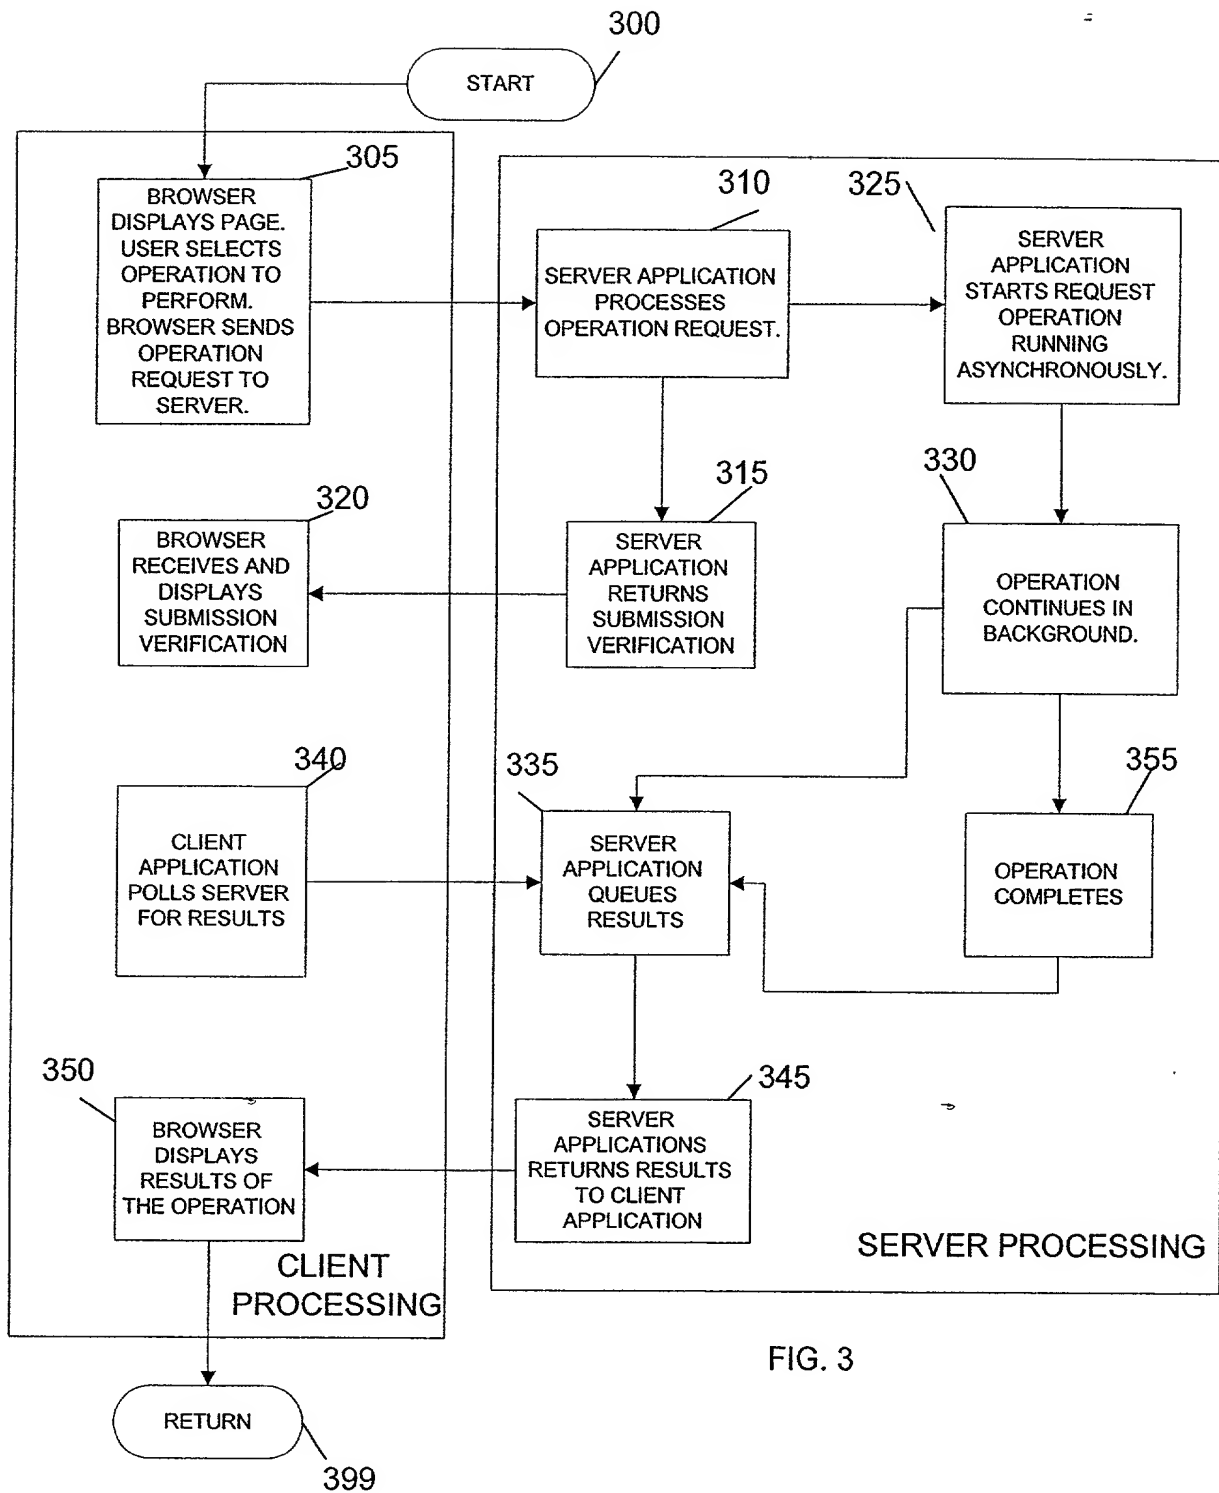 300
START
305
BROWSER
DISPLAYS PAGE.
USER SELECTS
OPERATION TO
PERFORM.
BROWSER SENDS
OPERATION
REQUEST TO
SERVER.
310
SERVER APPLICATION
PROCESSES
OPERATION REQUEST.
325
SERVER
APPLICATION
STARTS REQUEST
OPERATION
RUNNING
ASYNCHRONOUSLY.
320
BROWSER
RECEIVES AND
DISPLAYS
SUBMISSION
VERIFICATION
315
SERVER
APPLICATION
RETURNS
SUBMISSION
VERIFICATION
330
OPERATION
CONTINUES IN
BACKGROUND.
340
CLIENT
APPLICATION
POLLS SERVER
FOR RESULTS
335
SERVER
APPLICATION
QUEUES
RESULTS
355
OPERATION
COMPLETES
350
BROWSER
DISPLAYS
RESULTS OF
THE OPERATION
345
SERVER
APPLICATIONS
RETURNS RESULTS
TO CLIENT
APPLICATION
CLIENT
PROCESSING
SERVER PROCESSING
FIG. 3
RETURN
399